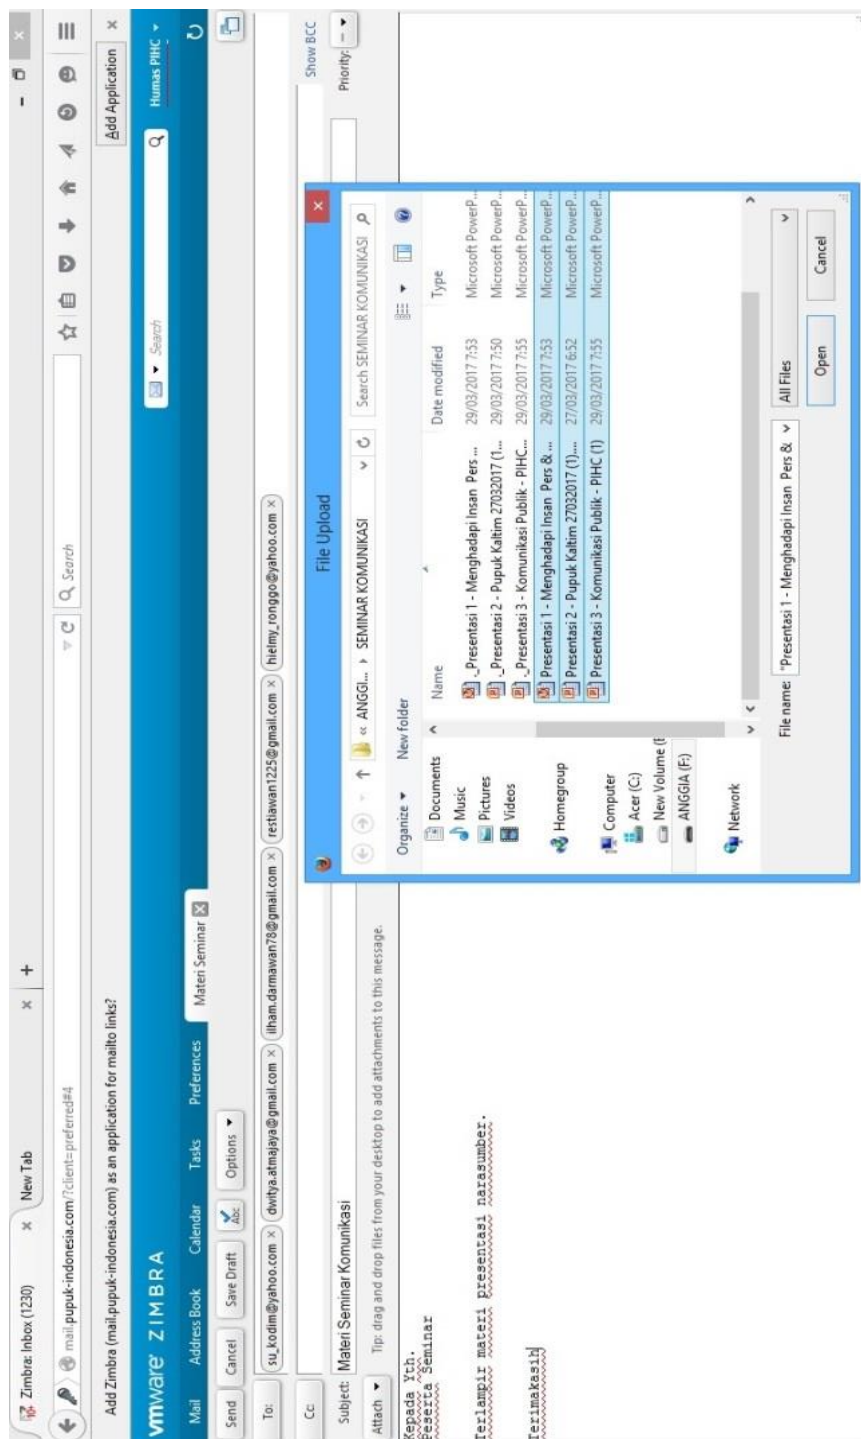 Zimbra: Inbox (1230) × New Tab × +
mail.pupuk-indonesia.com/?client=preferred#4 Search
Add Zimbra (mail.pupuk-indonesia.com) as an application for mailto links? Add Application ×
vmware ZIMBRA Search Humas PIHC
Mail Address Book Calendar Tasks Preferences Materi Seminar
Send Cancel Save Draft Abc Options
To: su_kodim@yahoo.com × dwitya.atmajaya@gmail.com × ilham.darmawan78@gmail.com × restiawan1225@gmail.com × hielmy_ronggo@yahoo.com ×
Cc:
Show BCC
Subject: Materi Seminar Komunikasi Priority: –
Attach Tip: drag and drop files from your desktop to add attachments to this message.
Kepada Yth.
Peserta Seminar
Terlampir materi presentasi narasumber.
Terimakasih
File Upload
« ANGGI... SEMINAR KOMUNIKASI Search SEMINAR KOMUNIKASI
Organize New folder
Documents
Music
Pictures
Videos
Homegroup
Computer
Acer (C:)
New Volume (E
ANGGIA (F:)
Network
Name Date modified Type
._Presentasi 1 - Menghadapi Insan Pers ... 29/03/2017 7:53 Microsoft PowerP...
._Presentasi 2 - Pupuk Kaltim 27032017 (1... 29/03/2017 7:50 Microsoft PowerP...
._Presentasi 3 - Komunikasi Publik - PIHC... 29/03/2017 7:55 Microsoft PowerP...
Presentasi 1 - Menghadapi Insan Pers & ... 29/03/2017 7:53 Microsoft PowerP...
Presentasi 2 - Pupuk Kaltim 27032017 (1).... 27/03/2017 6:52 Microsoft PowerP...
Presentasi 3 - Komunikasi Publik - PIHC (1) 29/03/2017 7:55 Microsoft PowerP...
File name: "Presentasi 1 - Menghadapi Insan Pers & All Files
Open Cancel